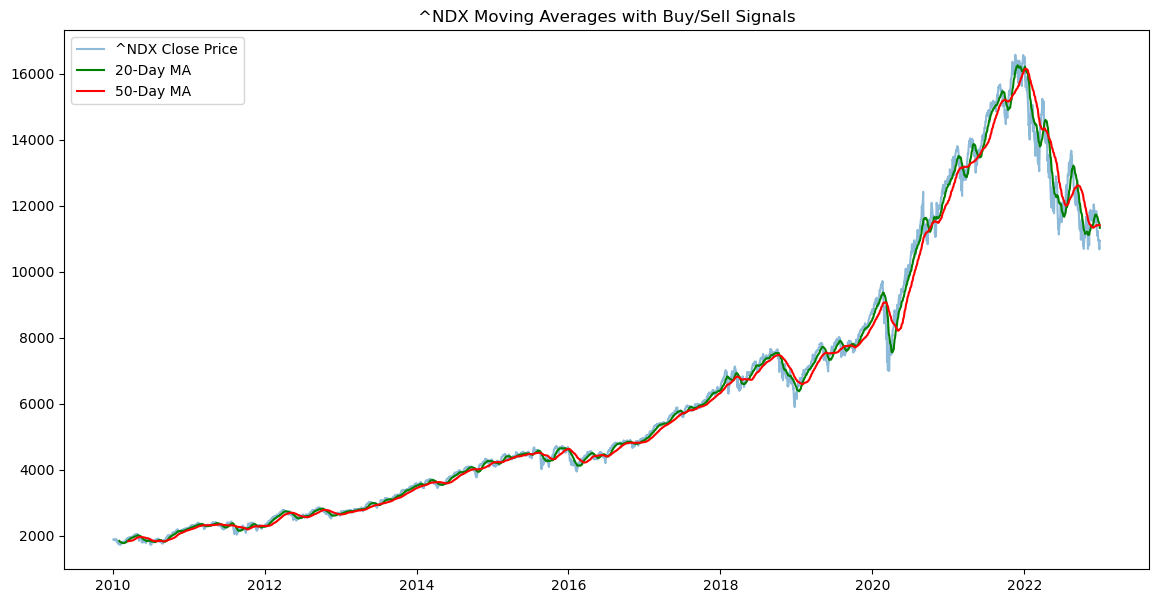 ^NDX Moving Averages with Buy/Sell Signals
^NDX Close Price
20-Day MA
50-Day MA
16000
14000
12000
10000
8000
6000
4000
2000
2010 2012 2014 2016 2018 2020 2022